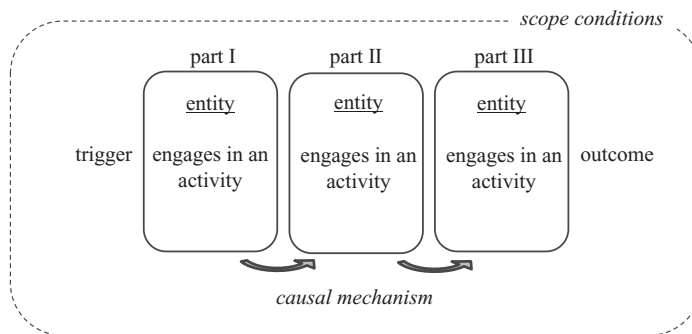 scope conditions
part I
part II
part III
entity
entity
entity
trigger
engages in an
activity
engages in an
activity
engages in an
activity
outcome
causal mechanism